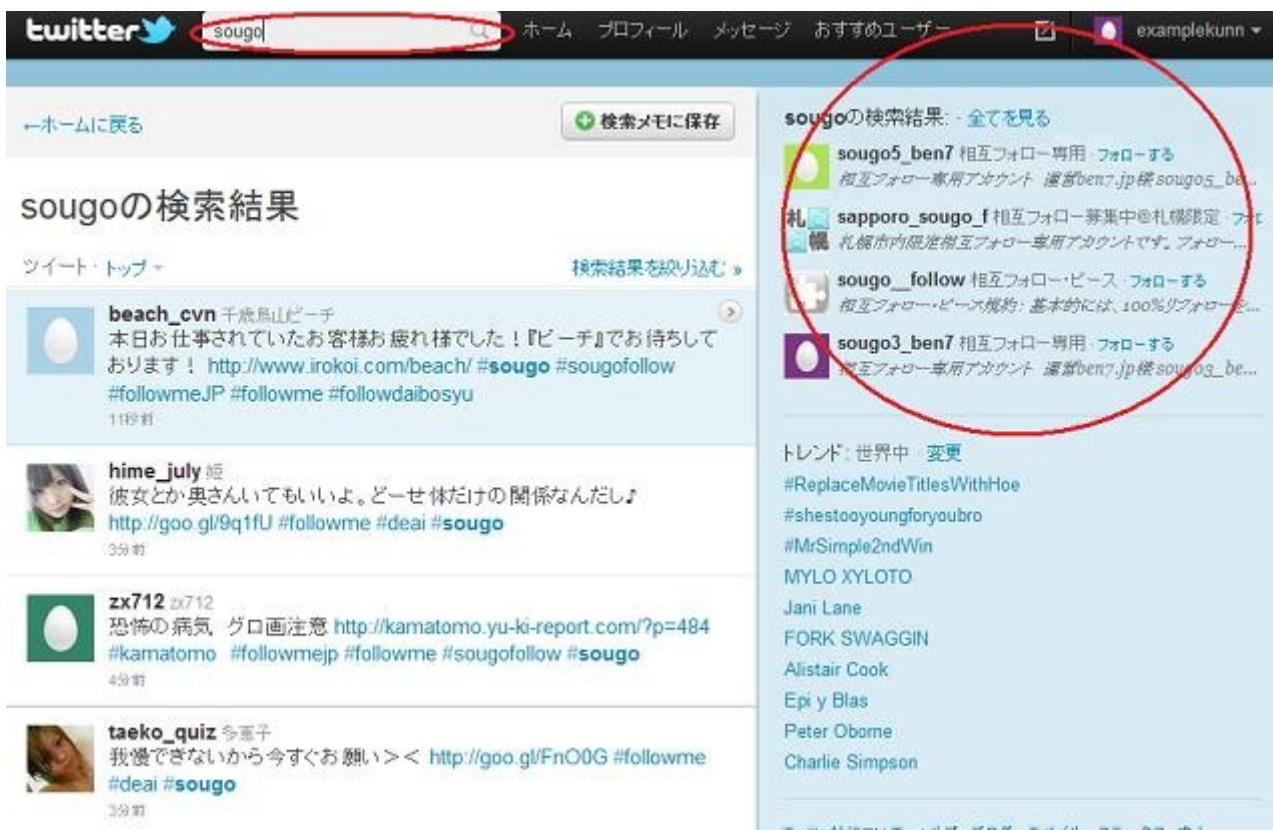 twitter
sougo
ホーム プロフィール メッセージ おすすめユーザー
examplekunn
←ホームに戻る
検索メモに保存
sougoの検索結果
ツイート・トップ
検索結果を絞り込む »
beach_cvn 千歳烏山ビーチ
本日お仕事されていたお客様お疲れ様でした!『ビーチ』でお待ちして
おります! http://www.irokoi.com/beach/ #sougo #sougofollow
#followmeJP #followme #followdaibosyu
hime_july 姫
彼女とか奥さんいてもいいよ。どーせ体だけの関係なんだし♪
http://goo.gl/9q1fU #followme #deai #sougo
3分前
zx712 zx712
恐怖の病気 グロ画注意 http://kamatomo.yu-ki-report.com/?p=484
#kamatomo #followmejp #followme #sougofollow #sougo
4分前
taeko_quiz 多恵子
我慢できないから今すぐお願い>< http://goo.gl/FnO0G #followme
#deai #sougo
3分前
sougoの検索結果: · 全てを見る
sougo5_ben7 相互フォロー専用 · フォローする
相互フォロー専用アカウント 運営ben7.jp様 sougo5_be...
sapporo_sougo_f 相互フォロー募集中@札幌限定 · フォロ
札幌市内限定相互フォロー専用アカウントです。フォロー...
sougo__follow 相互フォロー・ピース · フォローする
相互フォロー・ピース規約: 基本的には、100%リフォローを...
sougo3_ben7 相互フォロー専用 · フォローする
相互フォロー専用アカウント 運営ben7.jp様 sougo3_be...
トレンド: 世界中 · 変更
#ReplaceMovieTitlesWithHoe
#shestooyoungforyoubro
#MrSimple2ndWin
MYLO XYLOTO
Jani Lane
FORK SWAGGIN
Alistair Cook
Epi y Blas
Peter Oborne
Charlie Simpson